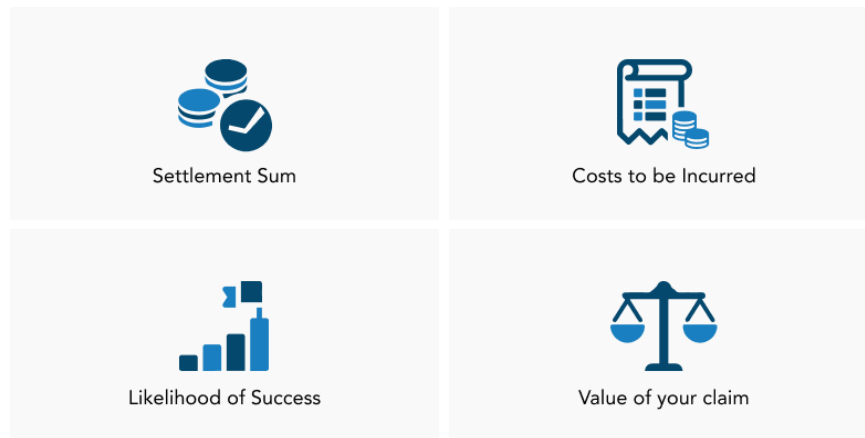 Settlement Sum
Costs to be Incurred
Likelihood of Success
Value of your claim